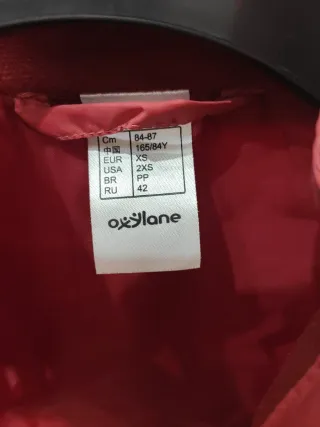 Cm 84-87
中国 165/84Y
EUR XS
USA 2XS
BR PP
RU 42
oxylane